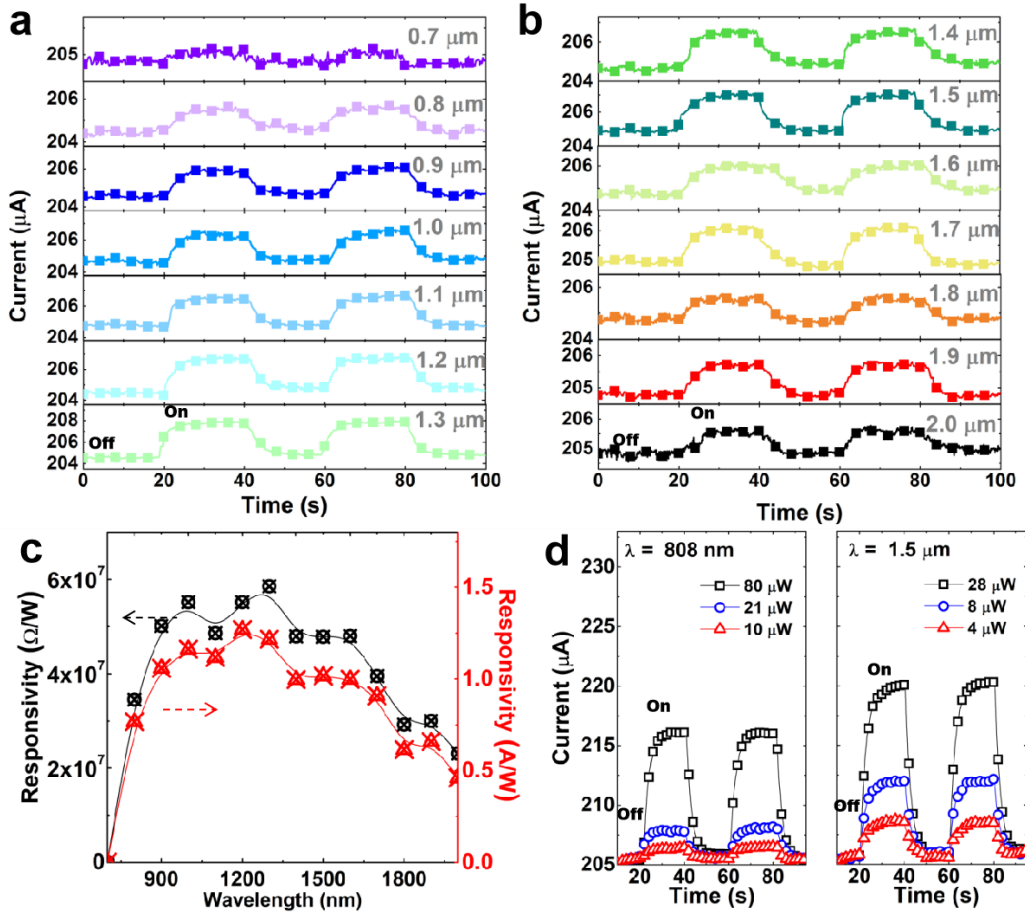 a
205
0.7 μm
206
204
0.8 μm
206
204
0.9 μm
206
204
1.0 μm
206
204
1.1 μm
206
204
1.2 μm
208
206
204
1.3 μm
Off
On
Current (μA)
0 20 40 60 80 100
Time (s)
b
206
204
1.4 μm
206
204
1.5 μm
206
204
1.6 μm
206
205
1.7 μm
206
204
1.8 μm
206
205
1.9 μm
206
205
2.0 μm
Off
On
Current (μA)
0 20 40 60 80 100
Time (s)
c
6x10⁷
4x10⁷
2x10⁷
0
Responsivity (Ω/W)
1.5
1.0
0.5
0.0
Responsivity (A/W)
900 1200 1500 1800
Wavelength (nm)
d
230
225
220
215
210
205
Current (μA)
λ = 808 nm
80 μW
21 μW
10 μW
On
Off
20 40 60 80
Time (s)
λ = 1.5 μm
28 μW
8 μW
4 μW
On
Off
20 40 60 80
Time (s)